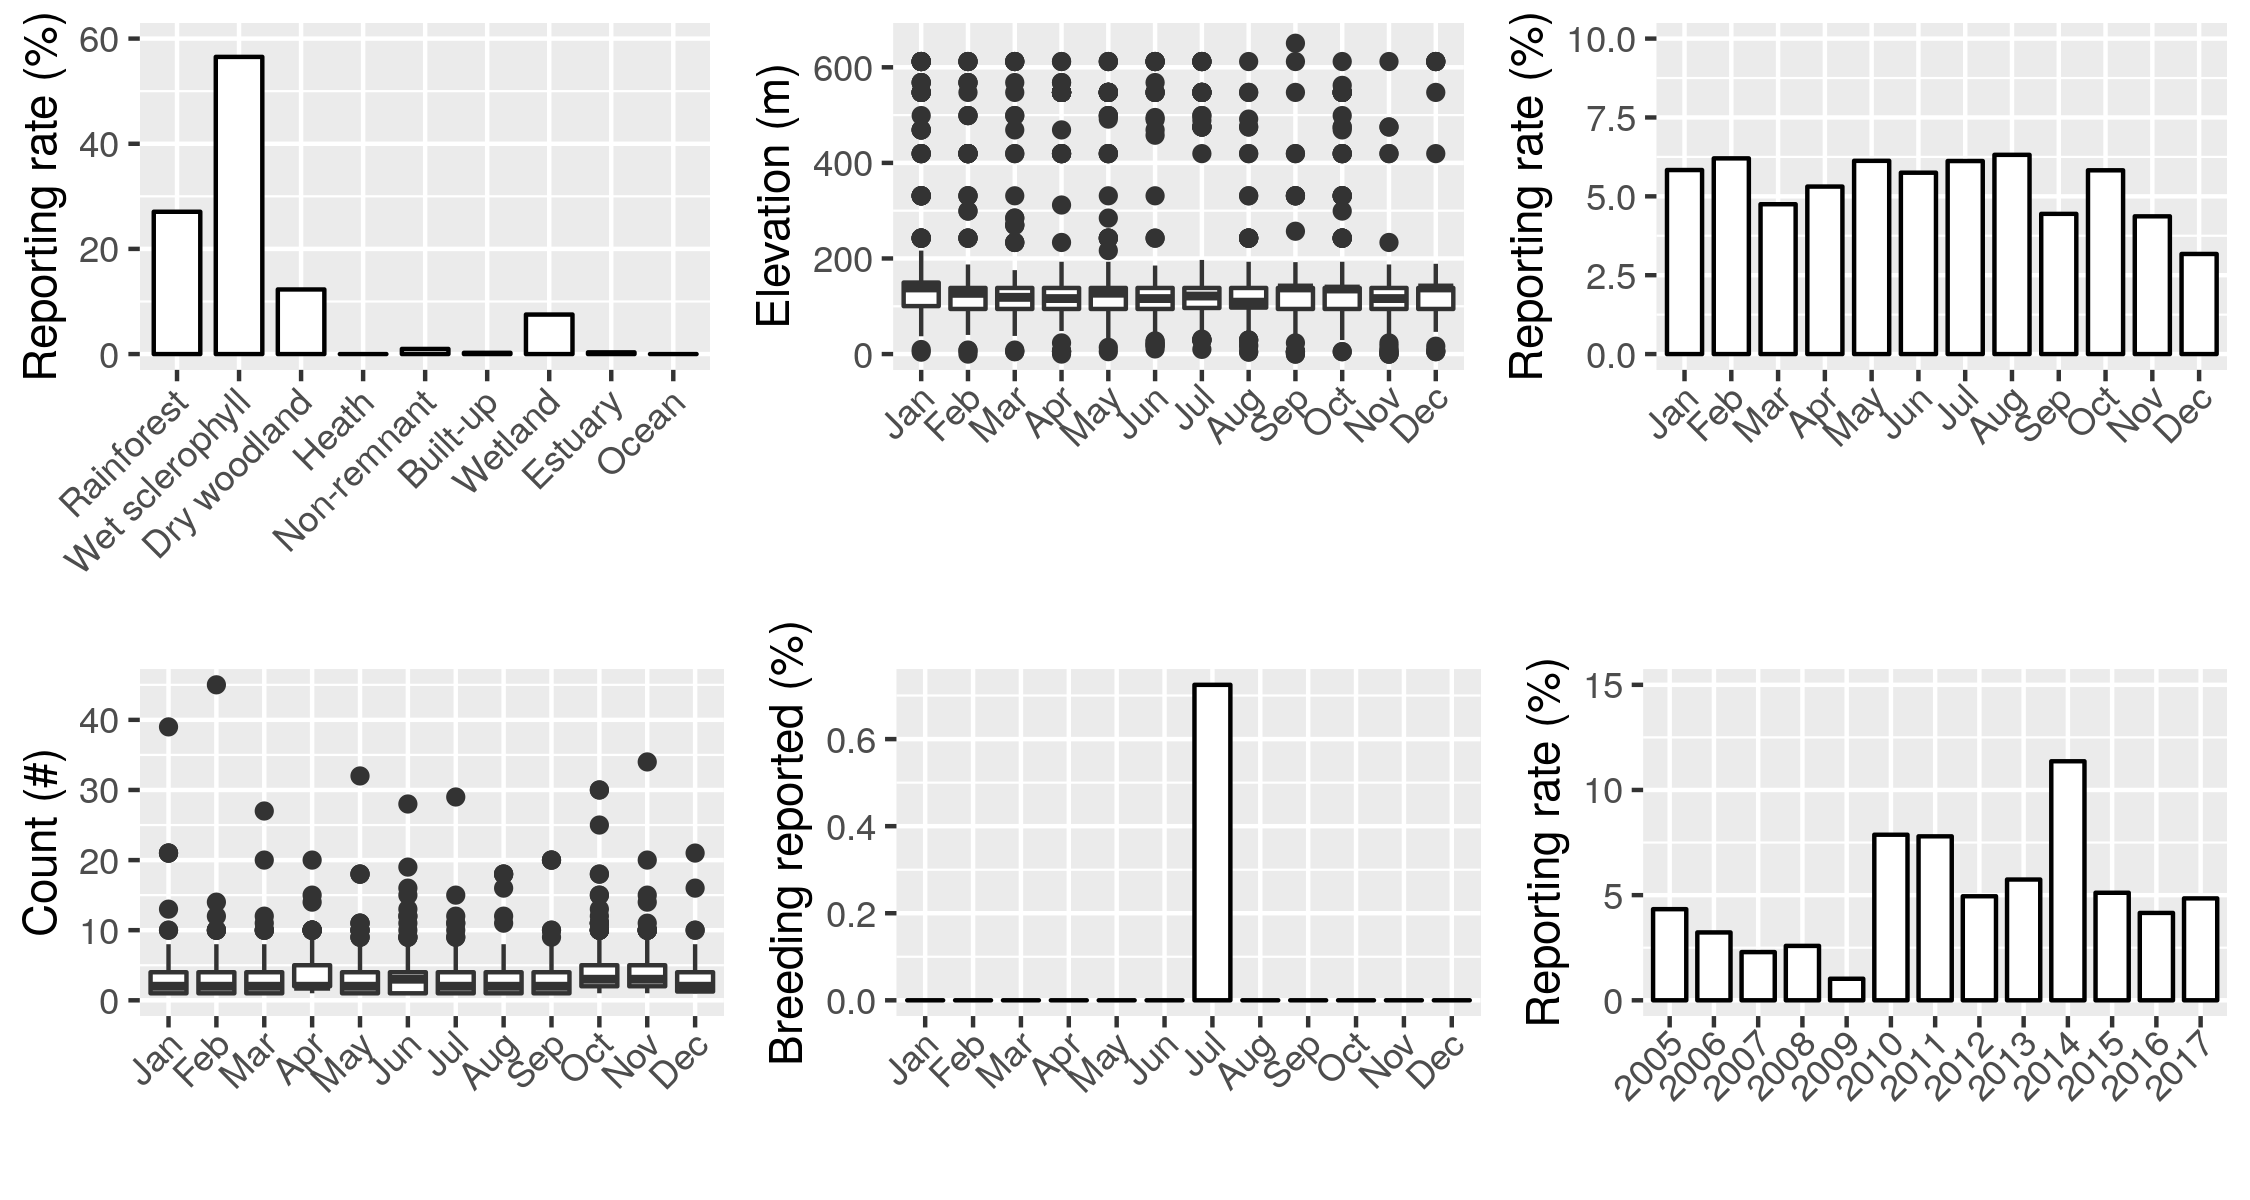 Reporting rate (%)
60
40
20
0
Rainforest
Wet sclerophyll
Dry woodland
Heath
Non-remnant
Built-up
Wetland
Estuary
Ocean
Elevation (m)
600
400
200
0
Jan
Feb
Mar
Apr
May
Jun
Jul
Aug
Sep
Oct
Nov
Dec
Reporting rate (%)
10.0
7.5
5.0
2.5
0.0
Jan
Feb
Mar
Apr
May
Jun
Jul
Aug
Sep
Oct
Nov
Dec
Count (#)
40
30
20
10
0
Jan
Feb
Mar
Apr
May
Jun
Jul
Aug
Sep
Oct
Nov
Dec
Breeding reported (%)
0.6
0.4
0.2
0.0
Jan
Feb
Mar
Apr
May
Jun
Jul
Aug
Sep
Oct
Nov
Dec
Reporting rate (%)
15
10
5
0
2005
2006
2007
2008
2009
2010
2011
2012
2013
2014
2015
2016
2017